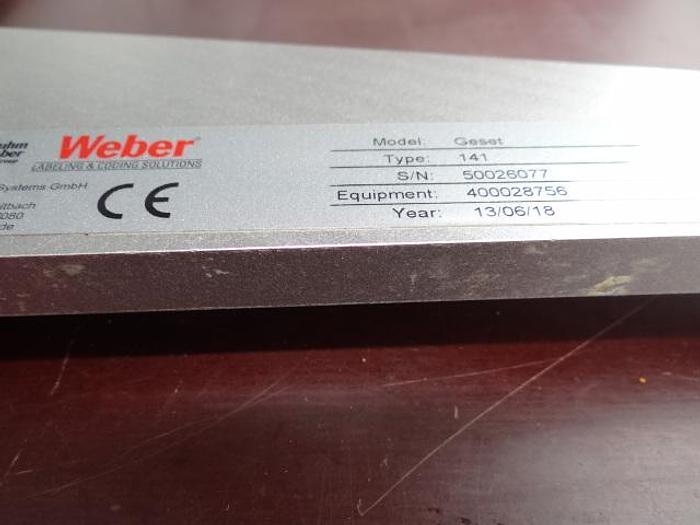 Weber
LABELING & CODING SOLUTIONS
Systems GmbH
CE
Model: Geset
Type: 141
S/N: 50026077
Equipment: 400028756
Year: 13/06/18